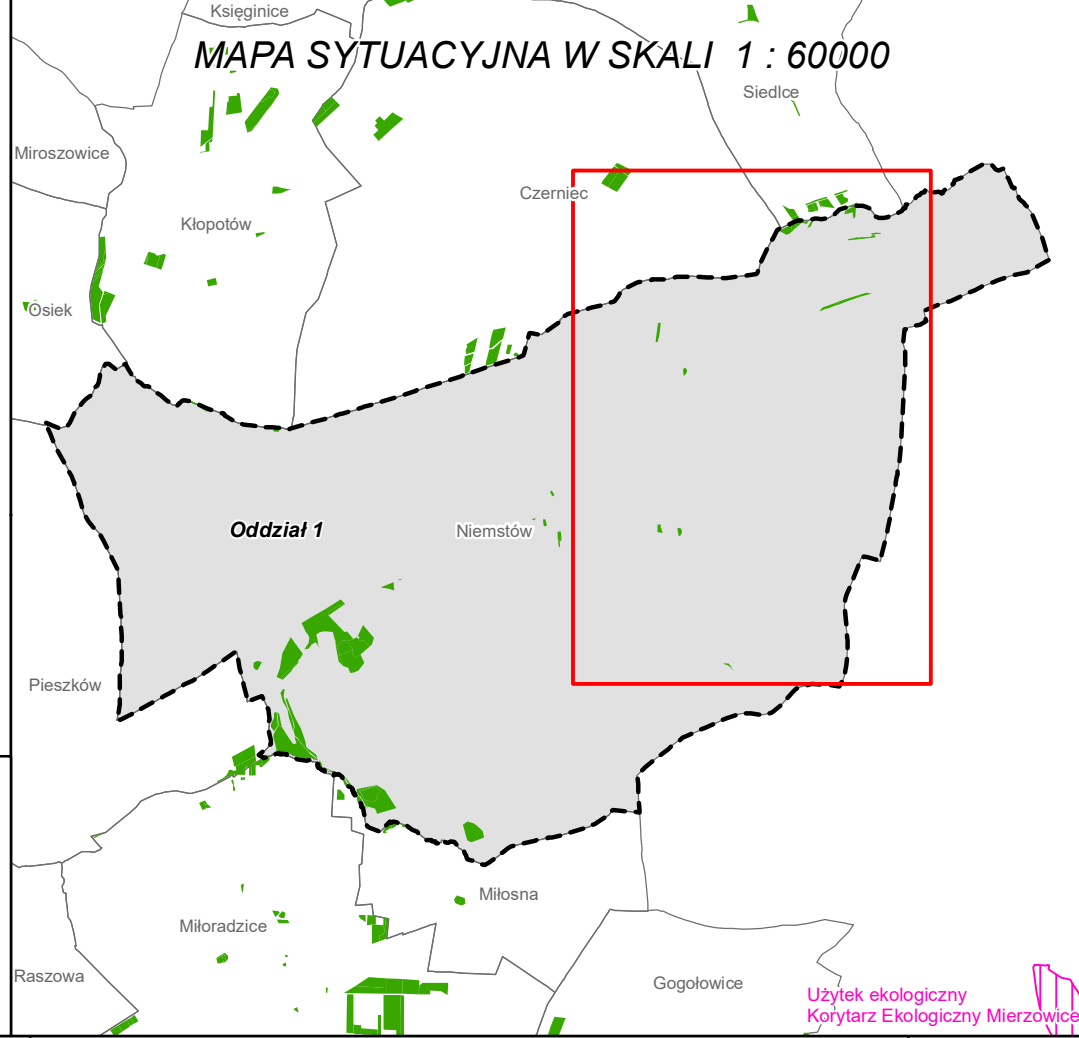 Księginice
MAPA SYTUACYJNA W SKALI 1 : 60000
Siedlce
Miroszowice
Czerniec
Kłopotów
Osiek
Oddział 1
Niemstów
Pieszków
Miłosna
Miłoradzice
Raszowa
Gogołowice
Użytek ekologiczny
Korytarz Ekologiczny Mierzowice